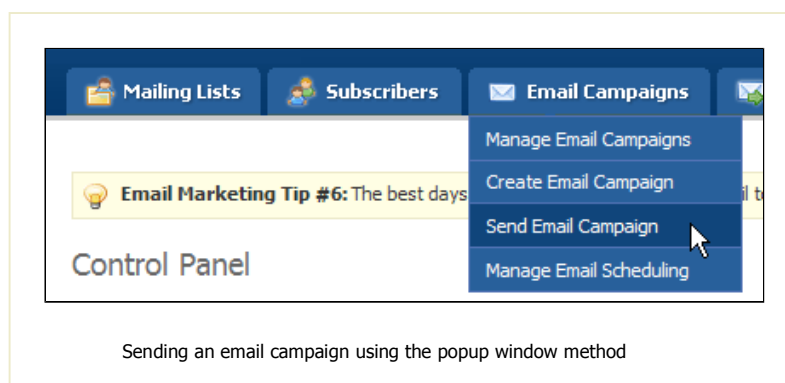 Mailing Lists Subscribers Email Campaigns
Manage Email Campaigns
Email Marketing Tip #6: The best days
Create Email Campaign
Send Email Campaign
Control Panel
Manage Email Scheduling
Sending an email campaign using the popup window method